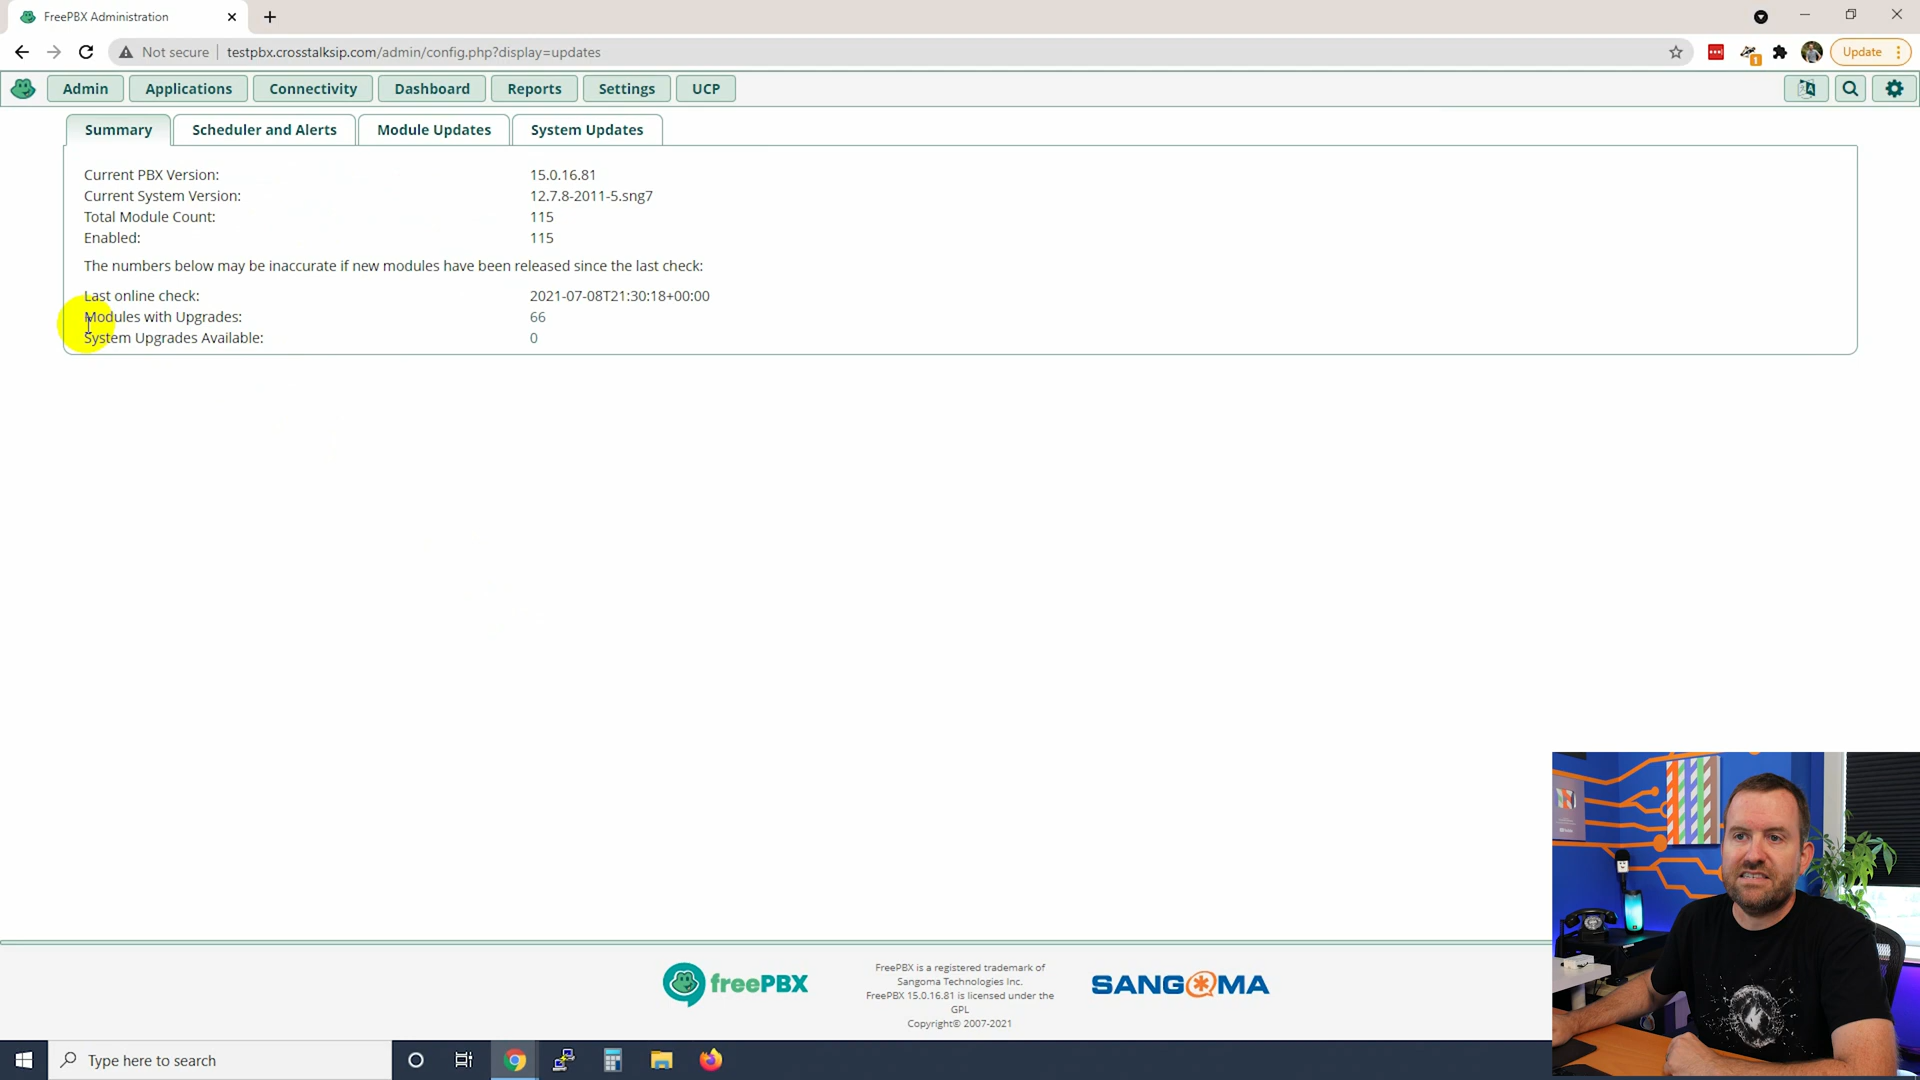 FreePBX Administration
Not secure
testpbx.crosstalksip.com/admin/config.php?display=updates
1
Update
Admin
Applications
Connectivity
Dashboard
Reports
Settings
UCP
Summary
Scheduler and Alerts
Module Updates
System Updates
Current PBX Version: 15.0.16.81
Current System Version: 12.7.8-2011-5.sng7
Total Module Count: 115
Enabled: 115
The numbers below may be inaccurate if new modules have been released since the last check:
Last online check: 2021-07-08T21:30:18+00:00
Modules with Upgrades: 66
System Upgrades Available: 0
freePBX
FreePBX is a registered trademark of
Sangoma Technologies Inc.
FreePBX 15.0.16.81 is licensed under the
GPL
Copyright© 2007-2021
SANGOMA
Type here to search